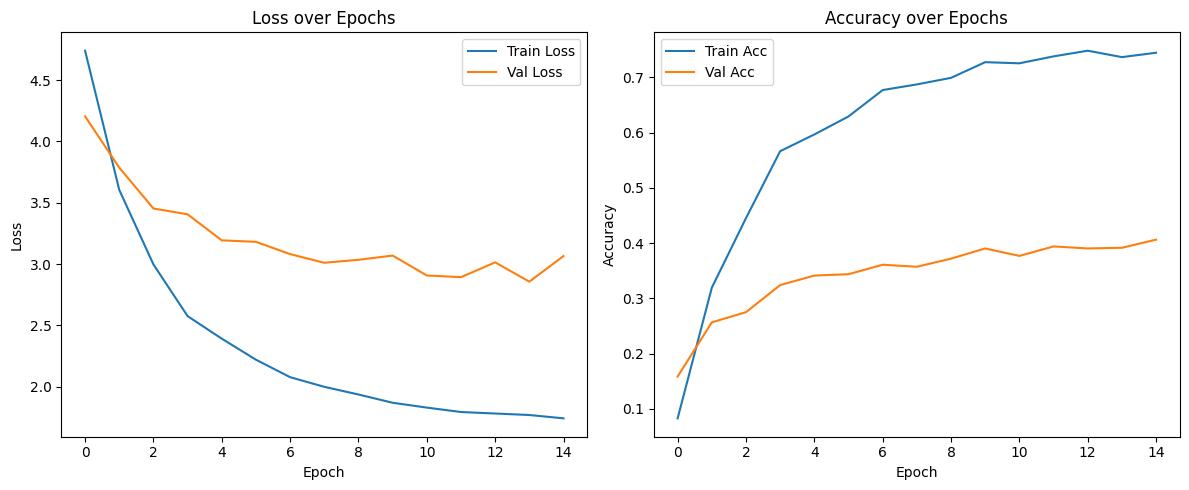 Loss over Epochs
Train Loss
Val Loss
4.5
4.0
3.5
3.0
2.5
2.0
Loss
0 2 4 6 8 10 12 14
Epoch
Accuracy over Epochs
Train Acc
Val Acc
0.7
0.6
0.5
0.4
0.3
0.2
0.1
Accuracy
0 2 4 6 8 10 12 14
Epoch